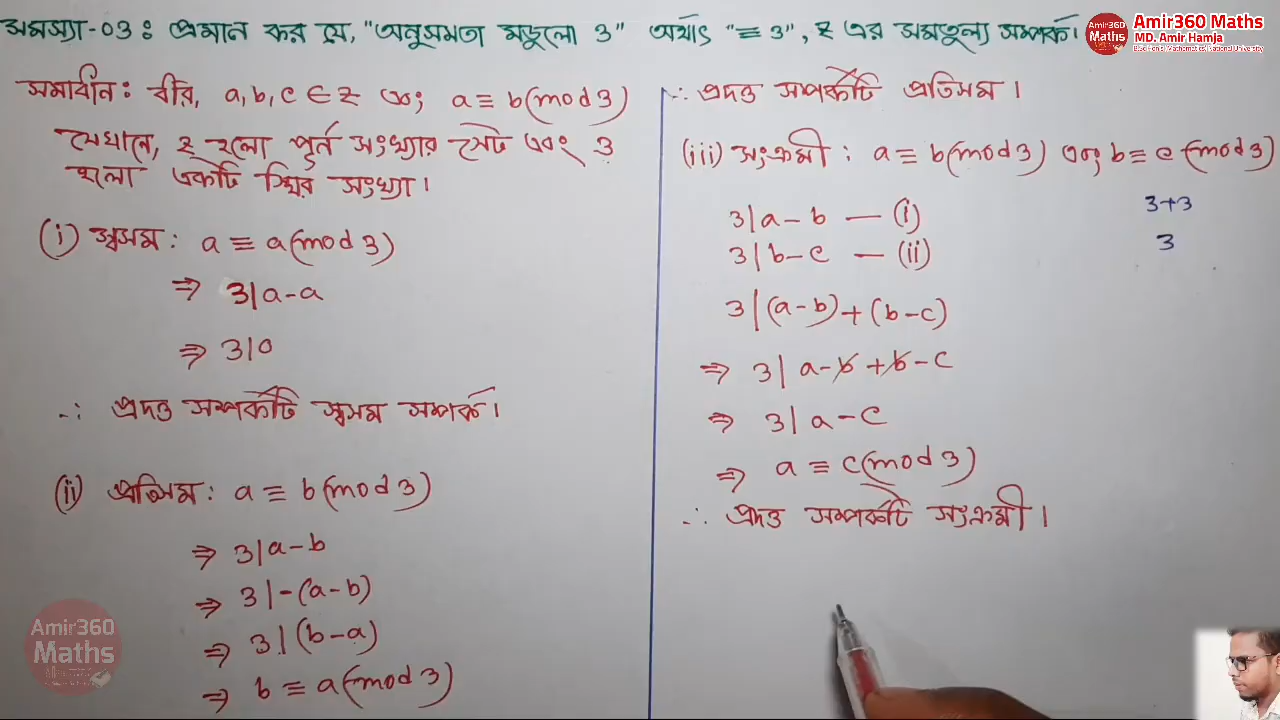 সমস্যা-03: প্রমান কর যে, "অনুসমতা মডুলো 3" অর্থাৎ "≡ 3", Z এর সমতুল্য সম্পর্ক।
সমাধান: ধরি, a, b, c ∈ Z এবং a ≡ b(mod 3)
যেখানে, Z হলো পূর্ন সংখ্যার সেট এবং 3
হলো একটি স্থির সংখ্যা।
(i) স্বসম: a ≡ a(mod 3)
⇒ 3|a-a
⇒ 3|0
∴ প্রদত্ত সম্পর্কটি স্বসম সম্পর্ক।
(ii) প্রতিসম: a ≡ b(mod 3)
⇒ 3|a-b
⇒ 3|-(a-b)
⇒ 3|(b-a)
⇒ b ≡ a(mod 3)
∴ প্রদত্ত সম্পর্কটি প্রতিসম।
(iii) সংক্রমী: a ≡ b(mod 3) এবং b ≡ c (mod 3)
3|a-b — (i)
3|b-c — (ii)
3|(a-b)+(b-c)
⇒ 3|a-b+b-c
⇒ 3|a-c
⇒ a ≡ c(mod 3)
∴ প্রদত্ত সম্পর্কটি সংক্রমী।
3+3
3
Amir360 Maths
MD. Amir Hamja
Amir360
Maths
Amir360
Maths